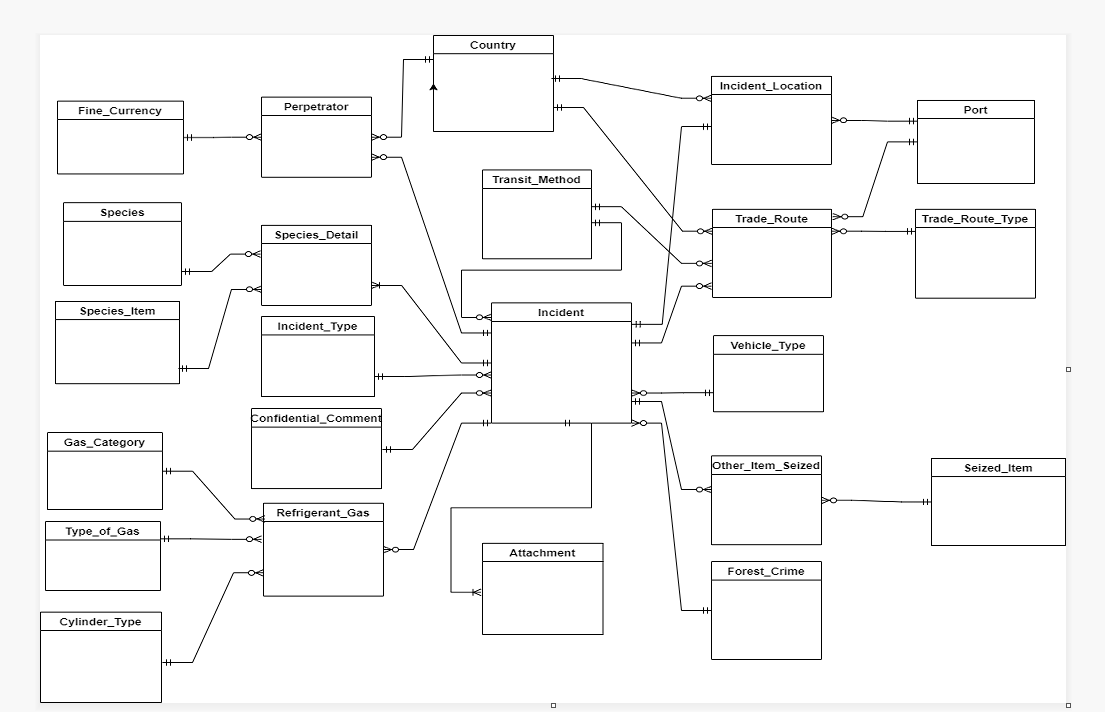 Country
Incident_Location
Fine_Currency
Perpetrator
Port
Transit_Method
Species
Species_Detail
Trade_Route
Trade_Route_Type
Species_Item
Incident_Type
Incident
Vehicle_Type
Confidential_Comment
Gas_Category
Other_Item_Seized
Seized_Item
Type_of_Gas
Refrigerant_Gas
Attachment
Forest_Crime
Cylinder_Type